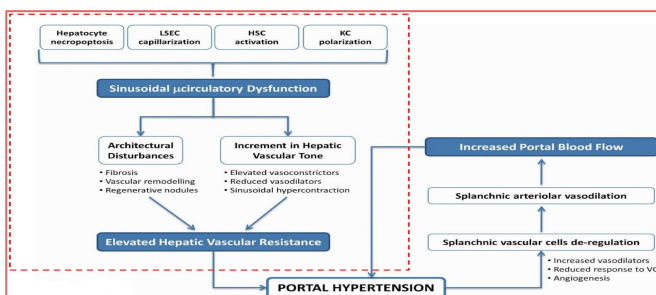 Hepatocyte
necropoptosis
LSEC
capillarization
HSC
activation
KC
polarization
Sinusoidal µcirculatory Dysfunction
Architectural
Disturbances
• Fibrosis
• Vascular remodelling
• Regenerative nodules
Increment in Hepatic
Vascular Tone
• Elevated vasoconstrictors
• Reduced vasodilators
• Sinusoidal hypercontraction
Elevated Hepatic Vascular Resistance
PORTAL HYPERTENSION
Increased Portal Blood Flow
Splanchnic arteriolar vasodilation
Splanchnic vascular cells de-regulation
• Increased vasodilators
• Reduced response to VC
• Angiogenesis